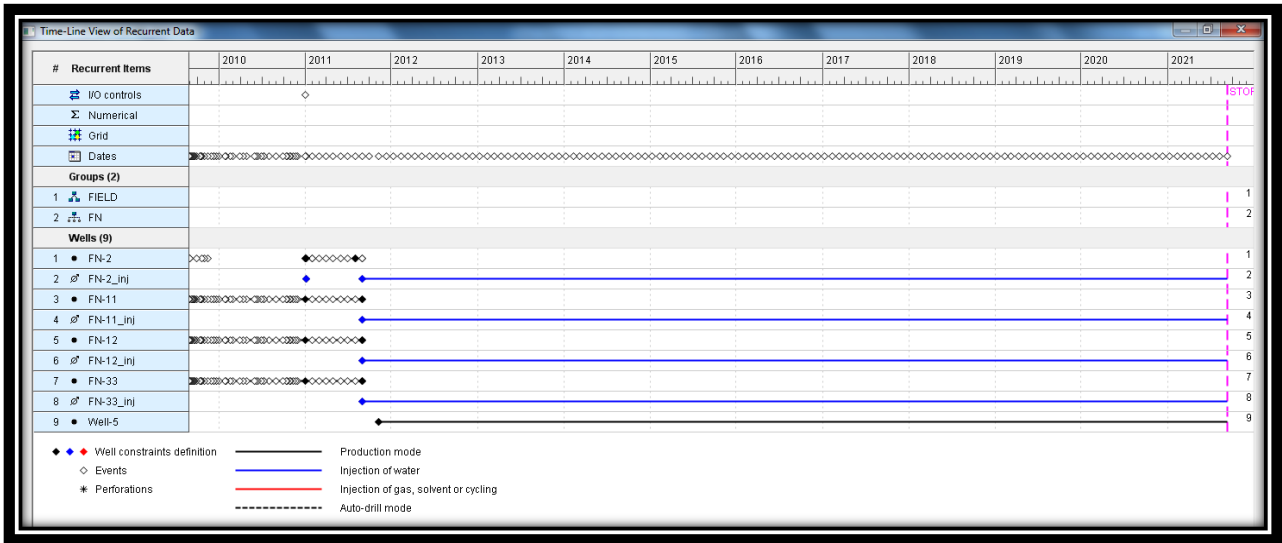 Time-Line View of Recurrent Data
# Recurrent Items 2010 2011 2012 2013 2014 2015 2016 2017 2018 2019 2020 2021
I/O controls STOP
Σ Numerical
Grid
Dates
Groups (2)
1 FIELD 1
2 FN 2
Wells (9)
1 FN-2 1
2 FN-2_inj 2
3 FN-11 3
4 FN-11_inj 4
5 FN-12 5
6 FN-12_inj 6
7 FN-33 7
8 FN-33_inj 8
9 Well-5 9
Well constraints definition Production mode
Events Injection of water
Perforations Injection of gas, solvent or cycling
Auto-drill mode